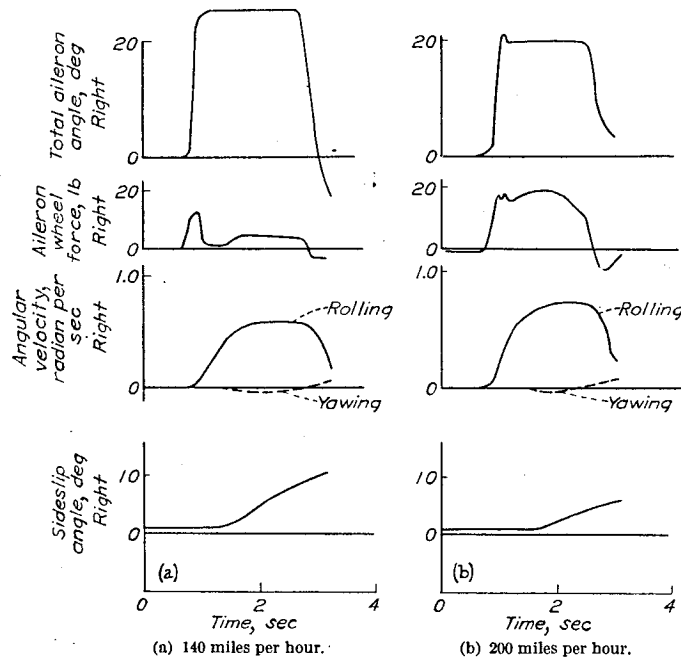 Total aileron
angle, deg
Right
20
0
20
0
Aileron
wheel
force, lb
Right
20
0
20
0
Angular
velocity,
radian per
sec
Right
1.0
0
Rolling
Yawing
1.0
0
Rolling
Yawing
Sideslip
angle, deg
Right
10
0
(a)
10
0
(b)
0 2 4
Time, sec
0 2 4
Time, sec
(a) 140 miles per hour.
(b) 200 miles per hour.